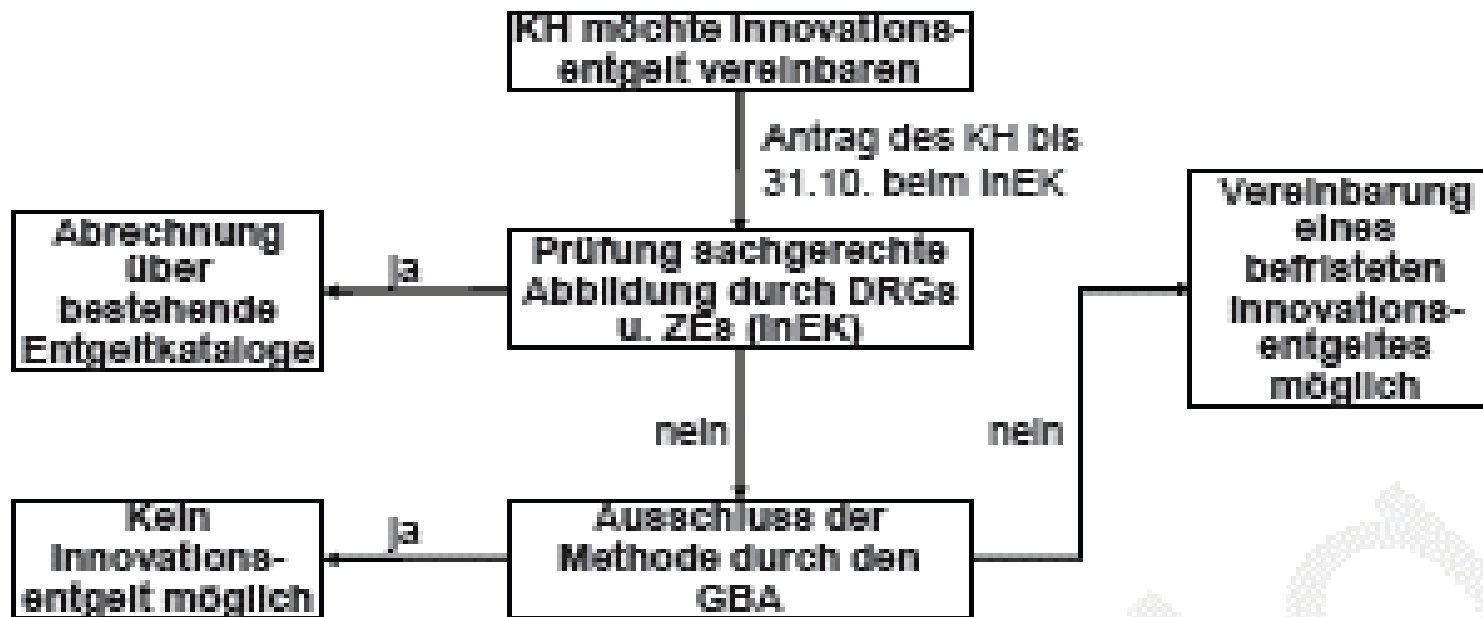 KH möchte Innovations-
entgelt vereinbaren
Antrag des KH bis
31.10. beim InEK
Prüfung sachgerechte
Abbildung durch DRGs
u. ZEs (InEK)
ja
Abrechnung
über
bestehende
Entgeltkataloge
nein
Ausschluss der
Methode durch den
GBA
ja
Kein
Innovations-
entgelt möglich
nein
Vereinbarung
eines
befristeten
Innovations-
entgeltes
möglich